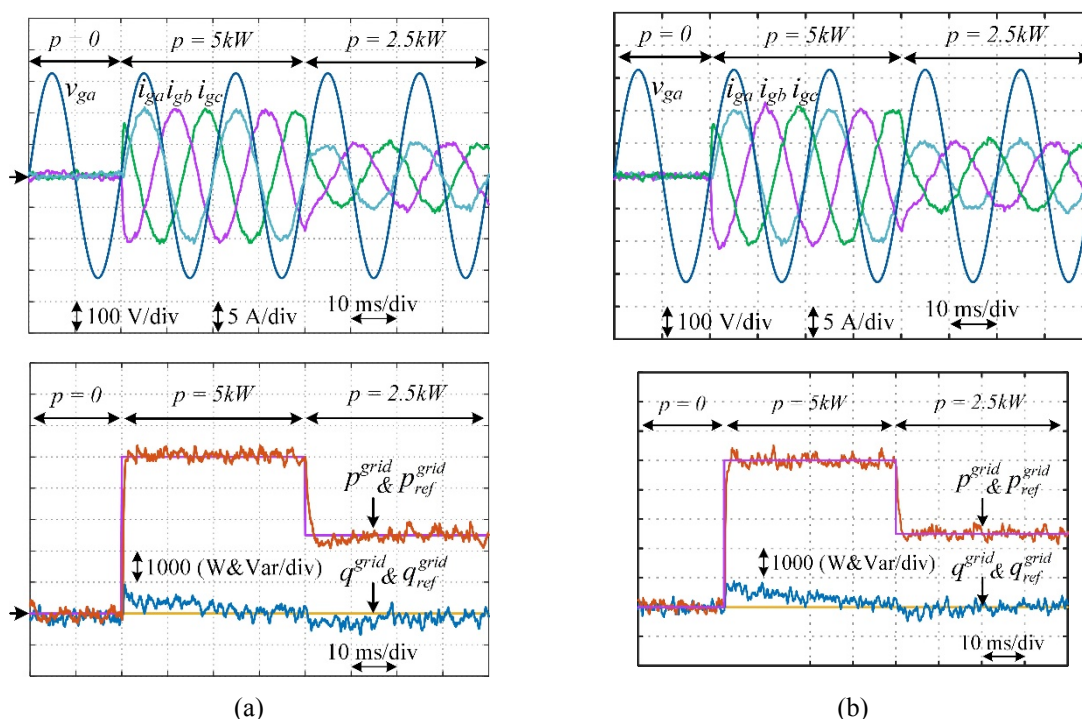 p = 0 p = 5kW p = 2.5kW
v_ga i_ga i_gb i_gc
10 ms/div
100 V/div 5 A/div
p = 0 p = 5kW p = 2.5kW
v_ga i_ga i_gb i_gc
10 ms/div
100 V/div 5 A/div
p = 0 p = 5kW p = 2.5kW
p^grid & p_ref^grid
1000 (W&Var/div) q^grid & q_ref^grid
10 ms/div
(a)
p = 0 p = 5kW p = 2.5kW
p^grid & p_ref^grid
1000 (W&Var/div) q^grid & q_ref^grid
10 ms/div
(b)